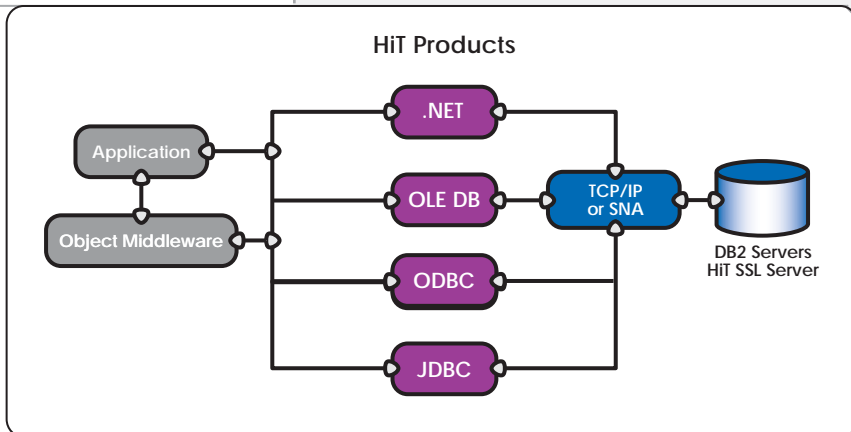 HiT Products
.NET
Application
OLE DB
TCP/IP
or SNA
Object Middleware
DB2 Servers
HiT SSL Server
ODBC
JDBC